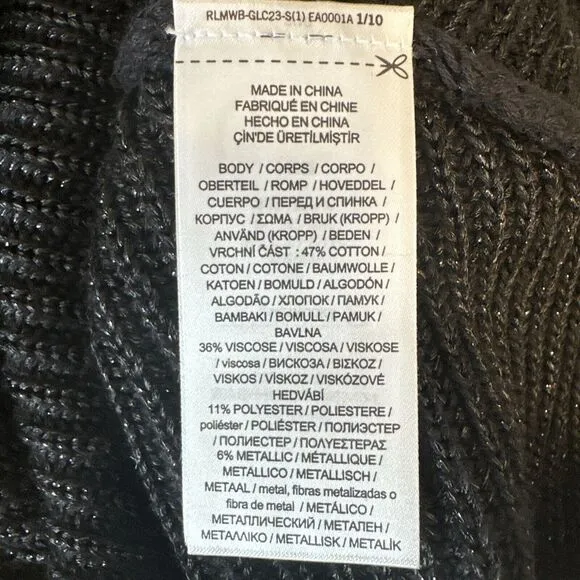 RLMWB-GLC23-S(1) EA0001A 1/10
MADE IN CHINA
FABRIQUÉ EN CHINE
HECHO EN CHINA
ÇİN'DE ÜRETİLMİŞTİR
BODY / CORPS / CORPO /
OBERTEIL / ROMP / HOVEDDEL /
CUERPO / ПЕРЕД И СПИНКА /
КОРПУС / ΣΩΜΑ / BRUK (KROPP) /
ANVÄND (KROPP) / BEDEN /
VRCHNÍ ČÁST : 47% COTTON /
COTON / COTONE / BAUMWOLLE /
KATOEN / BOMULD / ALGODÓN /
ALGODÃO / ХЛОПОК / ПАМУК /
ΒΑΜΒΑΚΙ / BOMULL / PAMUK /
BAVLNA
36% VISCOSE / VISCOSA / VISKOSE
/ viscosa / ВИСКОЗА / ΒΙΣΚΟΖ /
VISKOS / VİSKOZ / VISKÓZOVÉ
HEDVÁBÍ
11% POLYESTER / POLIESTERE /
poliéster / POLIÉSTER / ПОЛИЭСТЕР
/ ПОЛИЕСТЕР / ΠΟΛΥΕΣΤΕΡΑΣ
6% METALLIC / MÉTALLIQUE /
METALLICO / METALLISCH /
METAAL / metal, fibras metalizadas o
fibra de metal / METÁLICO /
МЕТАЛЛИЧЕСКИЙ / МЕТАЛЕН /
ΜΕΤΑΛΛΙΚΟ / METALLISK / METALİK